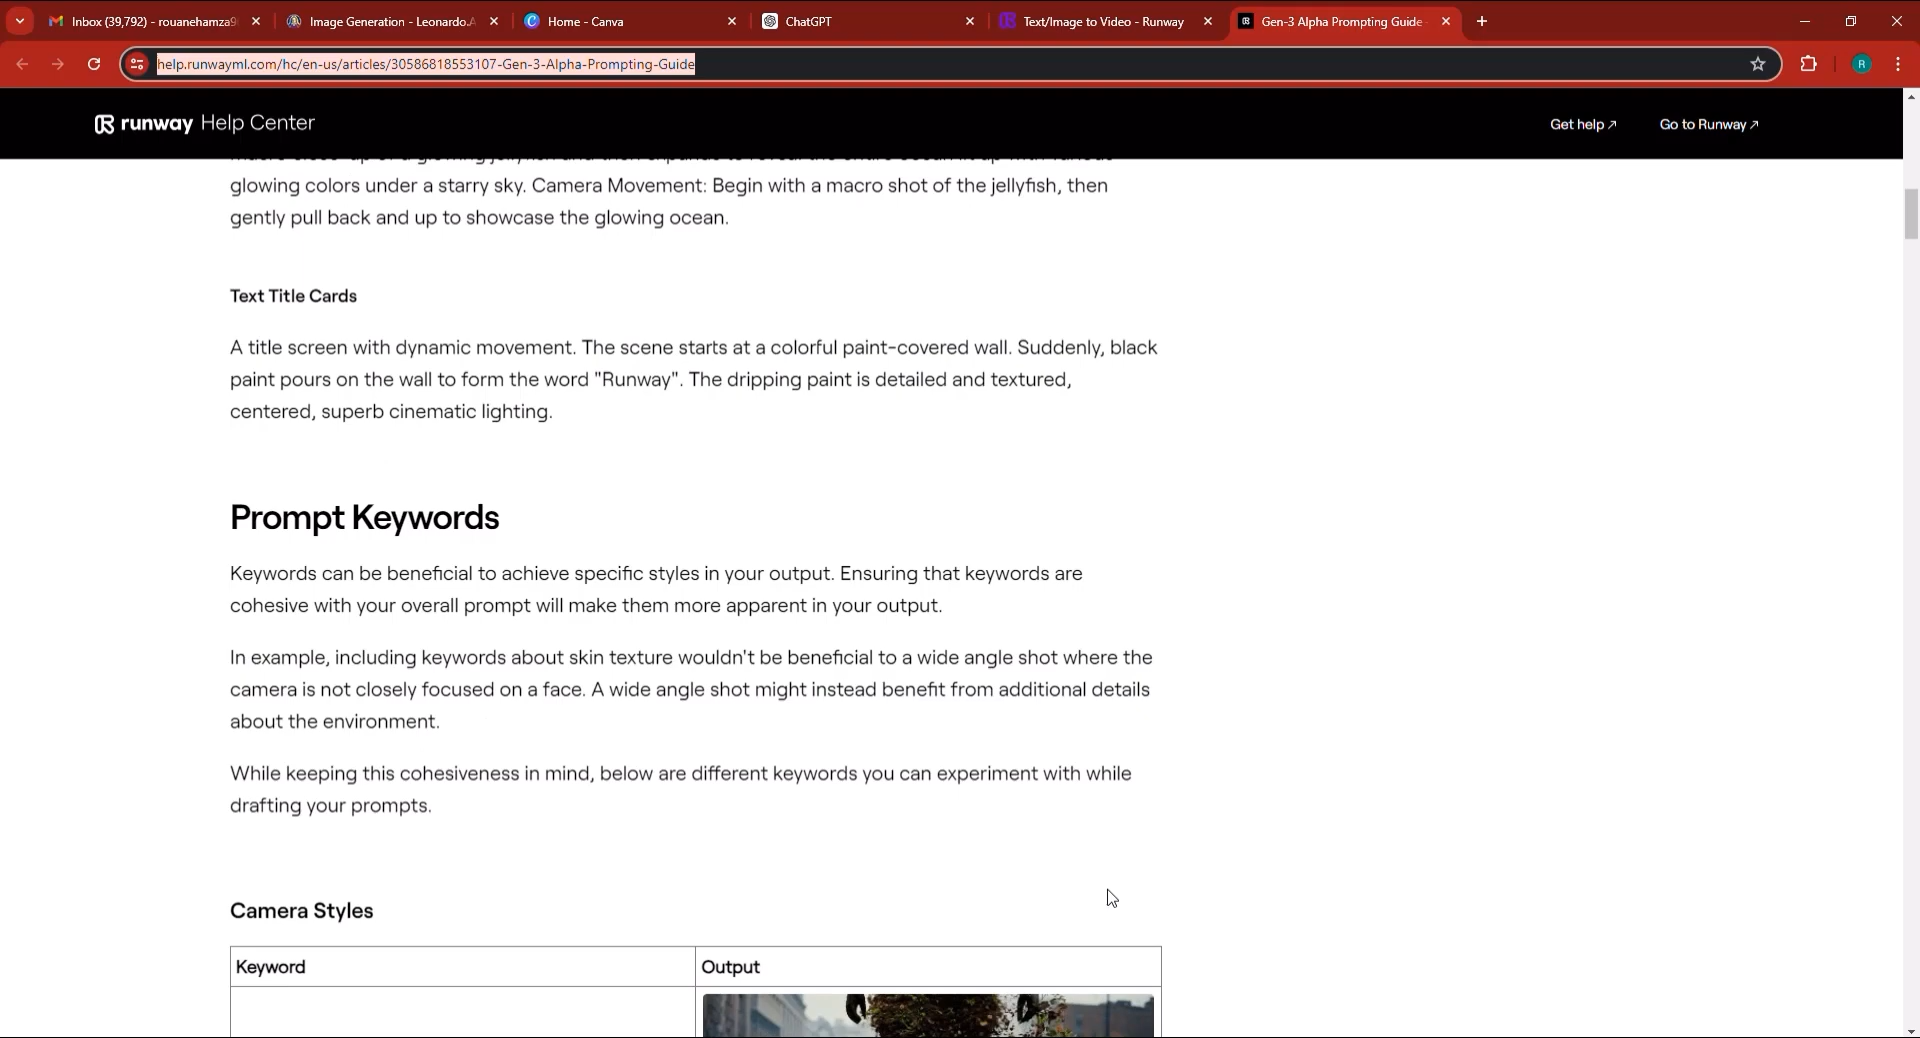 Inbox (39,792) - rouanehamza9
Image Generation - Leonardo.A
Home - Canva
ChatGPT
Text/Image to Video - Runway
Gen-3 Alpha Prompting Guide
help.runwayml.com/hc/en-us/articles/30586818553107-Gen-3-Alpha-Prompting-Guide
R
runway Help Center
Get help ↗
Go to Runway ↗
glowing colors under a starry sky. Camera Movement: Begin with a macro shot of the jellyfish, then
gently pull back and up to showcase the glowing ocean.
Text Title Cards
A title screen with dynamic movement. The scene starts at a colorful paint-covered wall. Suddenly, black
paint pours on the wall to form the word "Runway". The dripping paint is detailed and textured,
centered, superb cinematic lighting.
Prompt Keywords
Keywords can be beneficial to achieve specific styles in your output. Ensuring that keywords are
cohesive with your overall prompt will make them more apparent in your output.
In example, including keywords about skin texture wouldn't be beneficial to a wide angle shot where the
camera is not closely focused on a face. A wide angle shot might instead benefit from additional details
about the environment.
While keeping this cohesiveness in mind, below are different keywords you can experiment with while
drafting your prompts.
Camera Styles
Keyword
Output